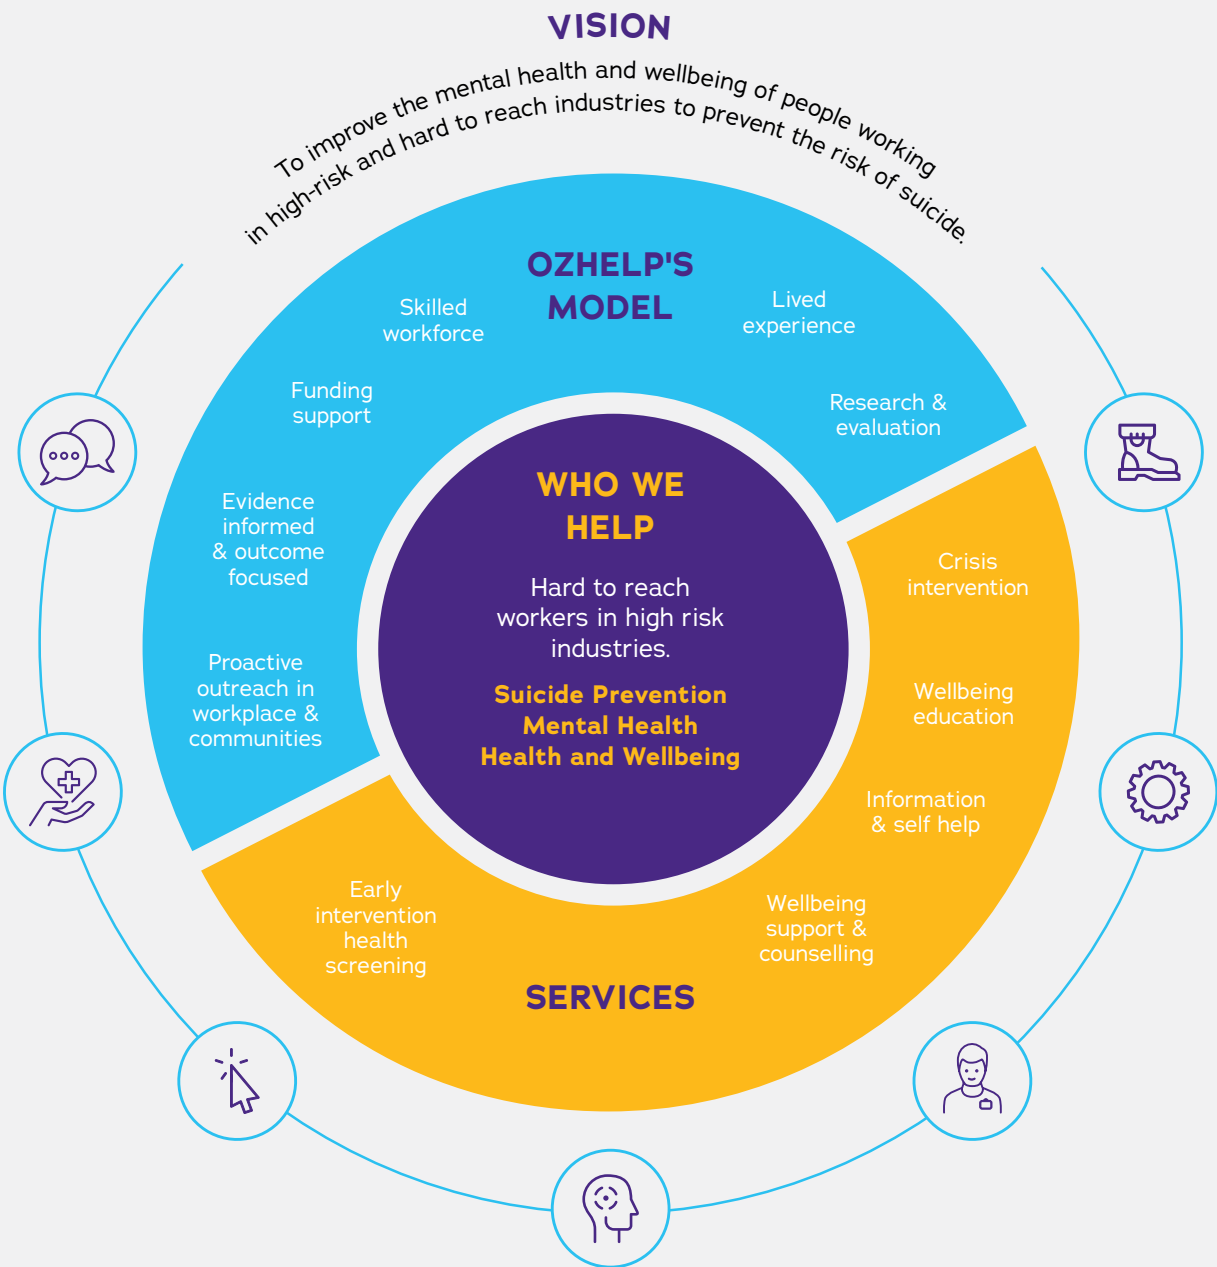 VISION
To improve the mental health and wellbeing of people working
in high-risk and hard to reach industries to prevent the risk of suicide.
OZHELP'S
MODEL
Skilled
workforce
Lived
experience
Funding
support
Research &
evaluation
Evidence
informed
& outcome
focused
Proactive
outreach in
workplace &
communities
WHO WE
HELP
Hard to reach
workers in high risk
industries.
Suicide Prevention
Mental Health
Health and Wellbeing
Crisis
intervention
Wellbeing
education
Information
& self help
Wellbeing
support &
counselling
Early
intervention
health
screening
SERVICES